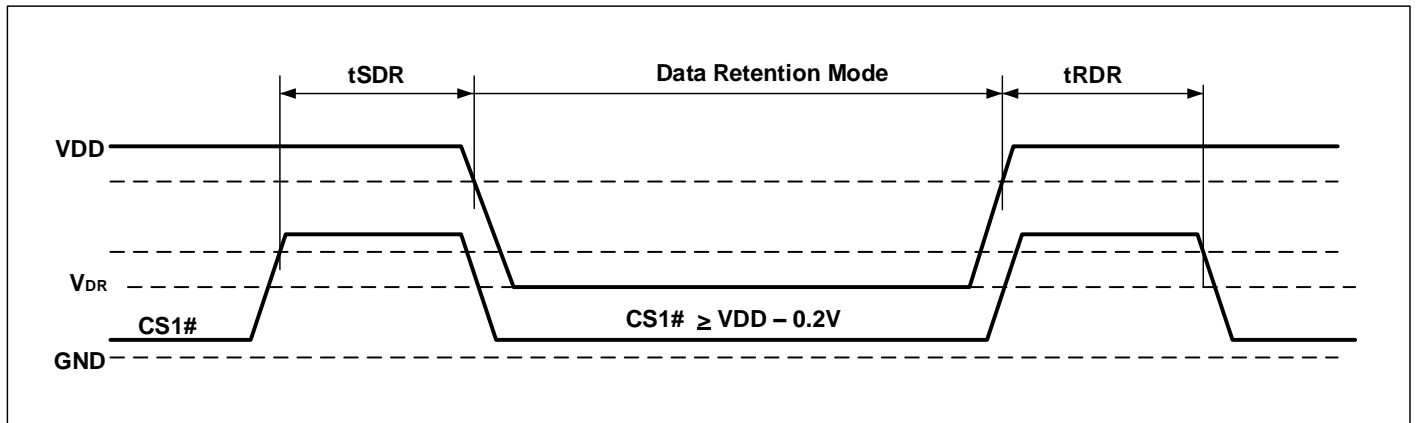 tSDR
Data Retention Mode
tRDR
VDD
VDR
CS1# ≥ VDD – 0.2V
CS1#
GND